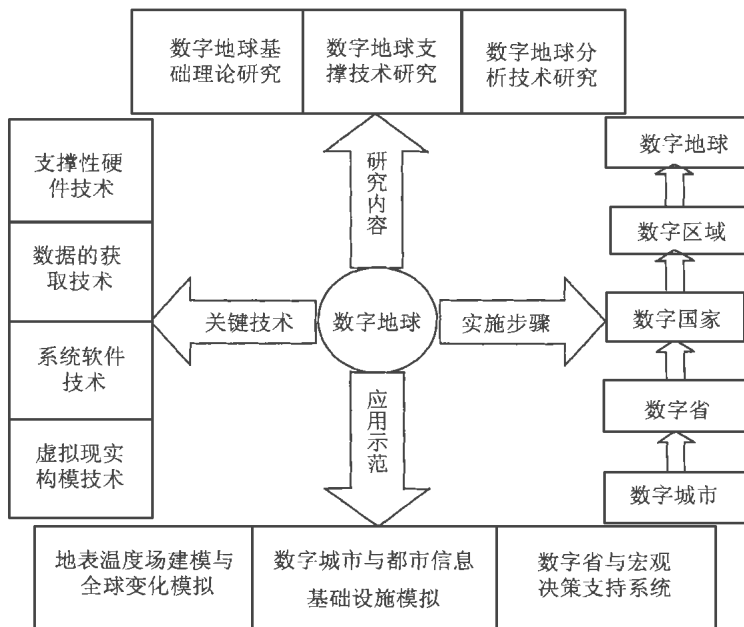 数字地球基
础理论研究
数字地球支
撑技术研究
数字地球分
析技术研究
研究内容
支撑性硬
件技术
数据的获
取技术
系统软件
技术
虚拟现实
构模技术
关键技术
数字地球
实施步骤
数字地球
数字区域
数字国家
数字省
数字城市
应用示范
地表温度场建模与
全球变化模拟
数字城市与都市信息
基础设施模拟
数字省与宏观
决策支持系统